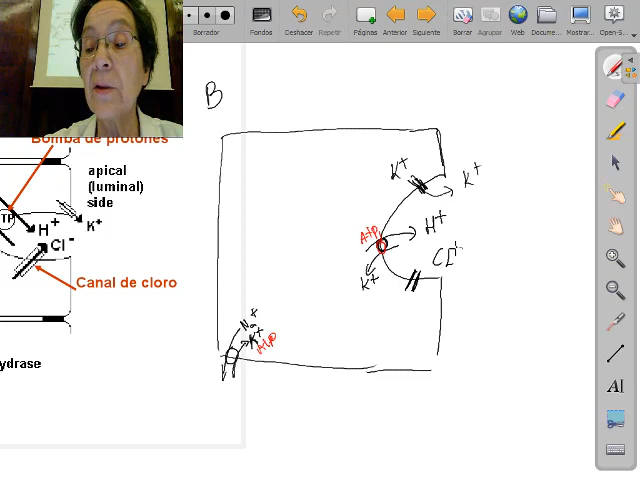 Borrador
Fondos
Deshacer
Repetir
Páginas
Anterior
Siguiente
Borrar
Agrupar
Web
Docume...
Mostrar...
Open-S...
Bomba de protones
apical
(luminal)
side
TP
H+
K+
Cl-
Canal de cloro
ydrase
B
K+
K+
Atp
H+
K+
Cl+
Na+
K+
Atp
A